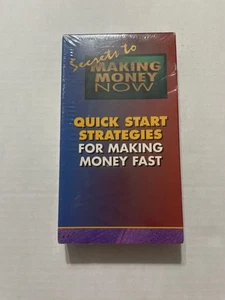 Secrets to
MAKING
MONEY
NOW
QUICK START
STRATEGIES
FOR MAKING
MONEY FAST